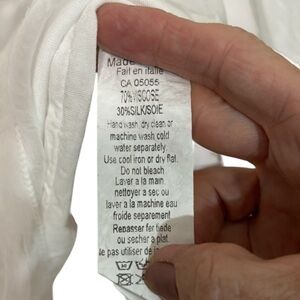 Made
Fait en Italie
CA 05055
70%VISCOSE
30%SILK/SOIE
Hand wash, dry clean or
machine wash cold
water separately.
Use cool iron or dry flat.
Do not bleach
Laver a la main,
nettoyer a sec ou
laver a la machine eau
froide separement
Repasser fer tiede
ou secher a plat
Ne pas utiliser de